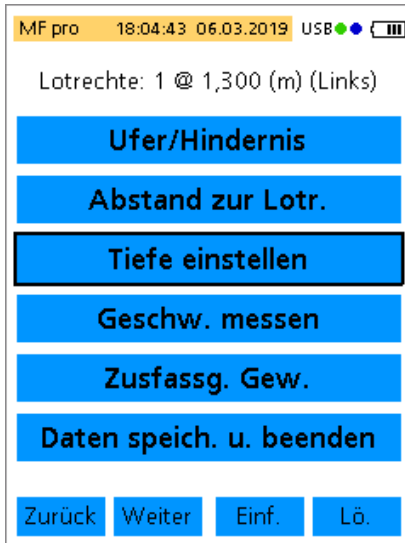 MF pro 18:04:43 06.03.2019 USB
Lotrechte: 1 @ 1,300 (m) (Links)
Ufer/Hindernis
Abstand zur Lotr.
Tiefe einstellen
Geschw. messen
Zusfassg. Gew.
Daten speich. u. beenden
Zurück Weiter Einf. Lö.